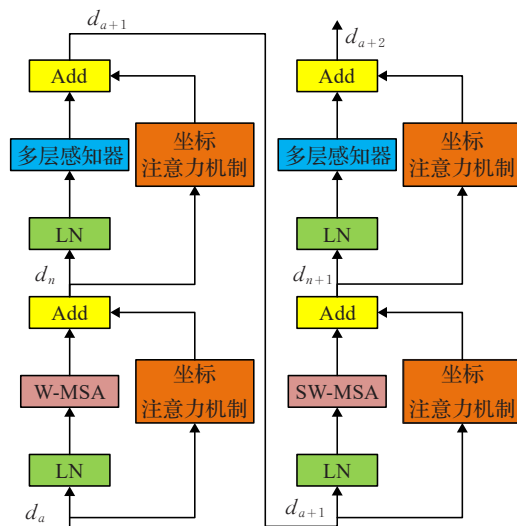 d_{a+1}
Add
多层感知器
坐标
注意力机制
LN
d_n
Add
W-MSA
坐标
注意力机制
LN
d_a
d_{a+2}
Add
多层感知器
坐标
注意力机制
LN
d_{n+1}
Add
SW-MSA
坐标
注意力机制
LN
d_{a+1}